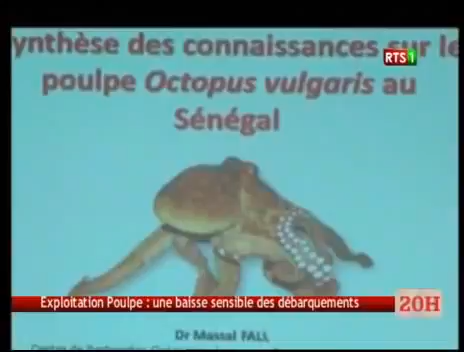 ynthèse des connaissances sur le
RTS1
poulpe Octopus vulgaris au
Sénégal
Exploitation Poulpe : une baisse sensible des débarquements
20H
Dr Massal FALL